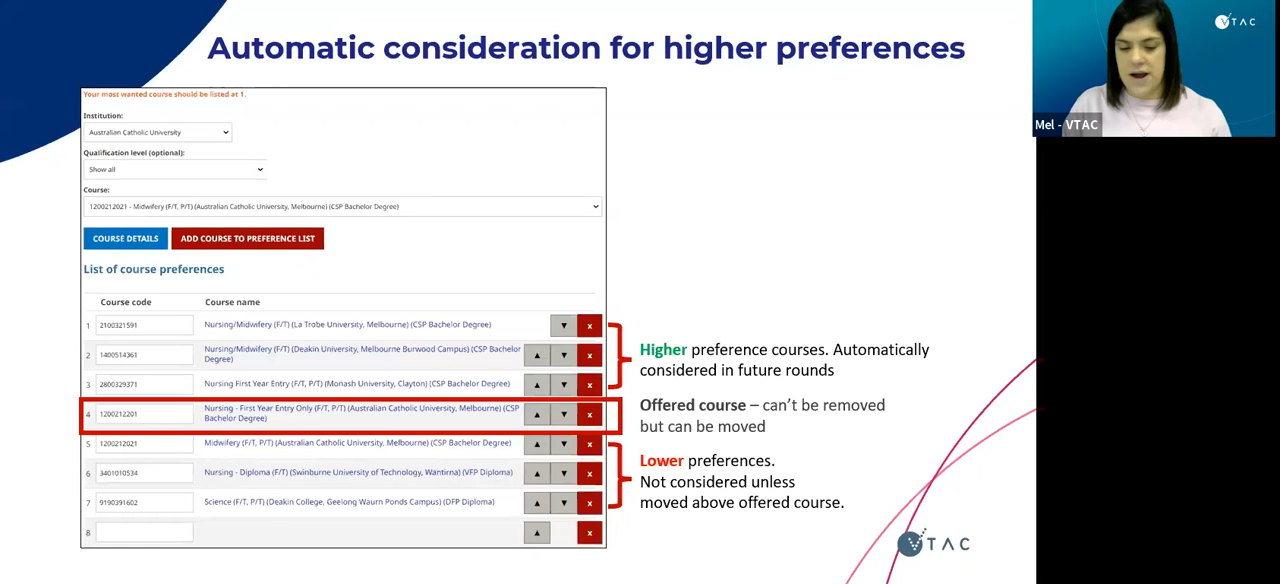 Automatic consideration for higher preferences
VTAC
Mel - VTAC
Your most wanted course should be listed at 1.
Institution:
Australian Catholic University
Qualification level (optional):
Show all
Course:
1200212021 - Midwifery (F/T, P/T) (Australian Catholic University, Melbourne) (CSP Bachelor Degree)
COURSE DETAILS
ADD COURSE TO PREFERENCE LIST
List of course preferences
Course code Course name
1 2100321591 Nursing/Midwifery (F/T) (La Trobe University, Melbourne) (CSP Bachelor Degree) ▼ x
2 1400514361 Nursing/Midwifery (F/T) (Deakin University, Melbourne Burwood Campus) (CSP Bachelor
Degree) ▲ ▼ x
3 2800329371 Nursing First Year Entry (F/T, P/T) (Monash University, Clayton) (CSP Bachelor Degree) ▲ ▼ x
4 1200212201 Nursing - First Year Entry Only (F/T, P/T) (Australian Catholic University, Melbourne) (CSP
Bachelor Degree) ▲ ▼ x
5 1200212021 Midwifery (F/T, P/T) (Australian Catholic University, Melbourne) (CSP Bachelor Degree) ▲ ▼ x
6 3401010534 Nursing - Diploma (F/T) (Swinburne University of Technology, Wantirna) (VFP Diploma) ▲ ▼ x
7 9190391602 Science (F/T, P/T) (Deakin College, Geelong Waurn Ponds Campus) (DFP Diploma) ▲ ▼ x
8 ▲ x
Higher preference courses. Automatically
considered in future rounds
Offered course – can't be removed
but can be moved
Lower preferences.
Not considered unless
moved above offered course.
VTAC